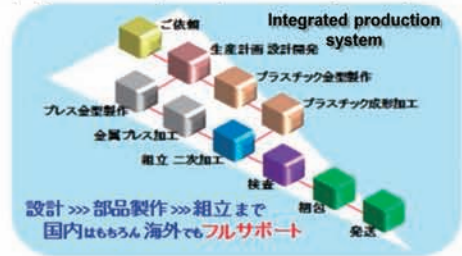 Integrated production
system
ご依頼
生産計画 設計開発
プラスチック金型製作
プレス金型製作
プラスチック成形加工
金属プレス加工
組立 二次加工
検査
梱包
発送
設計>>>部品製作>>>組立まで
国内はもちろん海外でもフルサポート